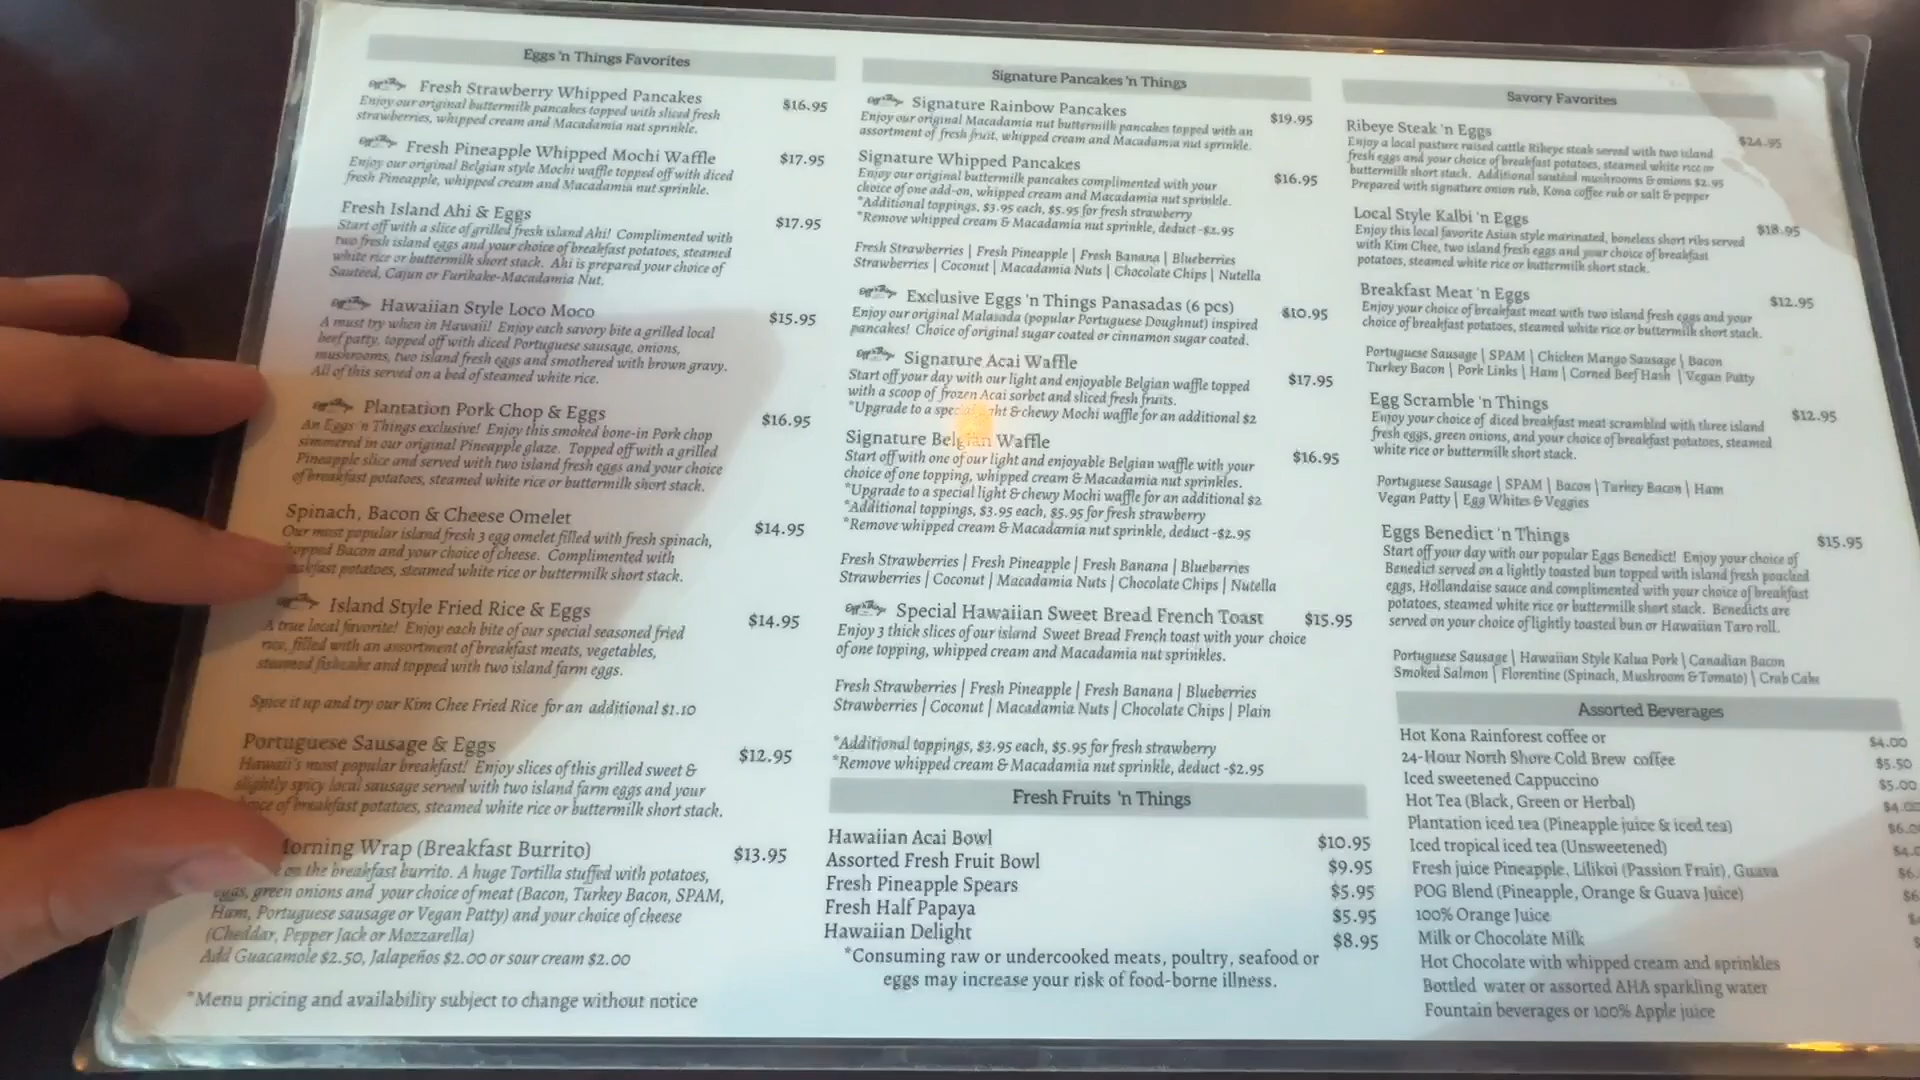 Eggs 'n Things Favorites
Fresh Strawberry Whipped Pancakes $16.95
Enjoy our original buttermilk pancakes topped with sliced fresh
strawberries, whipped cream and Macadamia nut sprinkle.
Fresh Pineapple Whipped Mochi Waffle $17.95
Enjoy our original Belgian style Mochi waffle topped off with diced
fresh Pineapple, whipped cream and Macadamia nut sprinkle.
Fresh Island Ahi & Eggs $17.95
Start off with a slice of grilled fresh island Ahi! Complimented with
two fresh island eggs and your choice of breakfast potatoes, steamed
white rice or buttermilk short stack. Ahi is prepared your choice of
Sautéed, Cajun or Furikake-Macadamia Nut.
Hawaiian Style Loco Moco $15.95
A must try when in Hawaii! Enjoy each savory bite a grilled local
beef patty, topped off with diced Portuguese sausage, onions,
mushrooms, two island fresh eggs and smothered with brown gravy.
All of this served on a bed of steamed white rice.
Plantation Pork Chop & Eggs $16.95
An Eggs 'n Things exclusive! Enjoy this smoked bone-in Pork chop
simmered in our original Pineapple glaze. Topped off with a grilled
Pineapple slice and served with two island fresh eggs and your choice
of breakfast potatoes, steamed white rice or buttermilk short stack.
Spinach, Bacon & Cheese Omelet $14.95
Our most popular island fresh 3 egg omelet filled with fresh spinach,
Bacon and your choice of cheese. Complimented with
potatoes, steamed white rice or buttermilk short stack.
Island Style Fried Rice & Eggs $14.95
A true local favorite! Enjoy each bite of our special seasoned fried
rice, filled with an assortment of breakfast meats, vegetables,
steamed fishcake and topped with two island farm eggs.
Spice it up and try our Kim Chee Fried Rice for an additional $1.10
Portuguese Sausage & Eggs $12.95
Hawaii's most popular breakfast! Enjoy slices of this grilled sweet &
slightly spicy local sausage served with two island farm eggs and your
choice of breakfast potatoes, steamed white rice or buttermilk short stack.
Morning Wrap (Breakfast Burrito) $13.95
on the breakfast burrito. A huge Tortilla stuffed with potatoes,
eggs, green onions and your choice of meat (Bacon, Turkey Bacon, SPAM,
Ham, Portuguese sausage or Vegan Patty) and your choice of cheese
(Cheddar, Pepper Jack or Mozzarella)
Add Guacamole $2.50, Jalapeños $2.00 or sour cream $2.00
*Menu pricing and availability subject to change without notice
Signature Pancakes 'n Things
Signature Rainbow Pancakes $19.95
Enjoy our original Macadamia nut buttermilk pancakes topped with an
assortment of fresh fruit, whipped cream and Macadamia nut sprinkle.
Signature Whipped Pancakes $16.95
Enjoy our original buttermilk pancakes complimented with your
choice of one add-on, whipped cream and Macadamia nut sprinkle.
*Additional toppings, $3.95 each, $5.95 for fresh strawberry
*Remove whipped cream & Macadamia nut sprinkle, deduct -$2.95
Fresh Strawberries | Fresh Pineapple | Fresh Banana | Blueberries
Strawberries | Coconut | Macadamia Nuts | Chocolate Chips | Nutella
Exclusive Eggs 'n Things Panasadas (6 pcs) $10.95
Enjoy our original Malasada (popular Portuguese Doughnut) inspired
pancakes! Choice of original sugar coated or cinnamon sugar coated.
Signature Acai Waffle $17.95
Start off your day with our light and enjoyable Belgian waffle topped
with a scoop of frozen Acai sorbet and sliced fresh fruits.
*Upgrade to a special light & chewy Mochi waffle for an additional $2
Signature Belgian Waffle $16.95
Start off with one of our light and enjoyable Belgian waffle with your
choice of one topping, whipped cream & Macadamia nut sprinkles.
*Upgrade to a special light & chewy Mochi waffle for an additional $2
*Additional toppings, $3.95 each, $5.95 for fresh strawberry
*Remove whipped cream & Macadamia nut sprinkle, deduct -$2.95
Fresh Strawberries | Fresh Pineapple | Fresh Banana | Blueberries
Strawberries | Coconut | Macadamia Nuts | Chocolate Chips | Nutella
Special Hawaiian Sweet Bread French Toast $15.95
Enjoy 3 thick slices of our island Sweet Bread French toast with your choice
of one topping, whipped cream and Macadamia nut sprinkles.
Fresh Strawberries | Fresh Pineapple | Fresh Banana | Blueberries
Strawberries | Coconut | Macadamia Nuts | Chocolate Chips | Plain
*Additional toppings, $3.95 each, $5.95 for fresh strawberry
*Remove whipped cream & Macadamia nut sprinkle, deduct -$2.95
Fresh Fruits 'n Things
Hawaiian Acai Bowl $10.95
Assorted Fresh Fruit Bowl $9.95
Fresh Pineapple Spears $5.95
Fresh Half Papaya $5.95
Hawaiian Delight $8.95
*Consuming raw or undercooked meats, poultry, seafood or
eggs may increase your risk of food-borne illness.
Savory Favorites
Ribeye Steak 'n Eggs $24.95
Enjoy a local pasture raised cattle Ribeye steak served with two island
fresh eggs and your choice of breakfast potatoes, steamed white rice or
buttermilk short stack. Additional sautéed mushrooms & onions $2.95
Prepared with signature onion rub, Kona coffee rub or salt & pepper
Local Style Kalbi 'n Eggs $18.95
Enjoy this local favorite Asian style marinated, boneless short ribs served
with Kim Chee, two island fresh eggs and your choice of breakfast
potatoes, steamed white rice or buttermilk short stack.
Breakfast Meat 'n Eggs $12.95
Enjoy your choice of breakfast meat with two island fresh eggs and your
choice of breakfast potatoes, steamed white rice or buttermilk short stack.
Portuguese Sausage | SPAM | Chicken Mango Sausage | Bacon
Turkey Bacon | Pork Links | Ham | Corned Beef Hash | Vegan Patty
Egg Scramble 'n Things $12.95
Enjoy your choice of diced breakfast meat scrambled with three island
fresh eggs, green onions, and your choice of breakfast potatoes, steamed
white rice or buttermilk short stack.
Portuguese Sausage | SPAM | Bacon | Turkey Bacon | Ham
Vegan Patty | Egg Whites & Veggies
Eggs Benedict 'n Things $15.95
Start off your day with our popular Eggs Benedict! Enjoy your choice of
Benedict served on a lightly toasted bun topped with island fresh poached
eggs, Hollandaise sauce and complimented with your choice of breakfast
potatoes, steamed white rice or buttermilk short stack. Benedicts are
served on your choice of lightly toasted bun or Hawaiian Taro roll.
Portuguese Sausage | Hawaiian Style Kalua Pork | Canadian Bacon
Smoked Salmon | Florentine (Spinach, Mushroom & Tomato) | Crab Cake
Assorted Beverages
Hot Kona Rainforest coffee or $4.00
24-Hour North Shore Cold Brew coffee $5.50
Iced sweetened Cappuccino $5.00
Hot Tea (Black, Green or Herbal)
Plantation iced tea (Pineapple juice & iced tea)
Iced tropical iced tea (Unsweetened)
Fresh juice Pineapple, Lilikoi (Passion Fruit), Guava
POG Blend (Pineapple, Orange & Guava Juice)
100% Orange Juice
Milk or Chocolate Milk
Hot Chocolate with whipped cream and sprinkles
Bottled water or assorted AHA sparkling water
Fountain beverages or 100% Apple juice